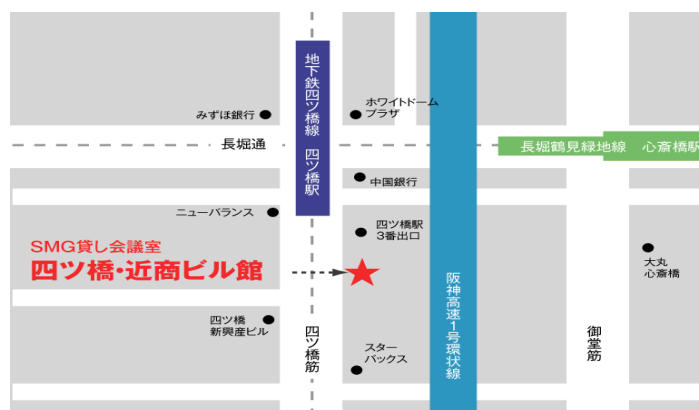 みずほ銀行
地下鉄四ツ橋線 四ツ橋駅
ホワイトドーム
プラザ
長堀通
長堀鶴見緑地線 心斎橋駅
中国銀行
ニューバランス
四ツ橋駅
3番出口
SMG貸し会議室
四ツ橋・近商ビル館
大丸
心斎橋
阪神高速1号環状線
四ツ橋
新興産ビル
四ツ橋筋
スター
バックス
御堂筋